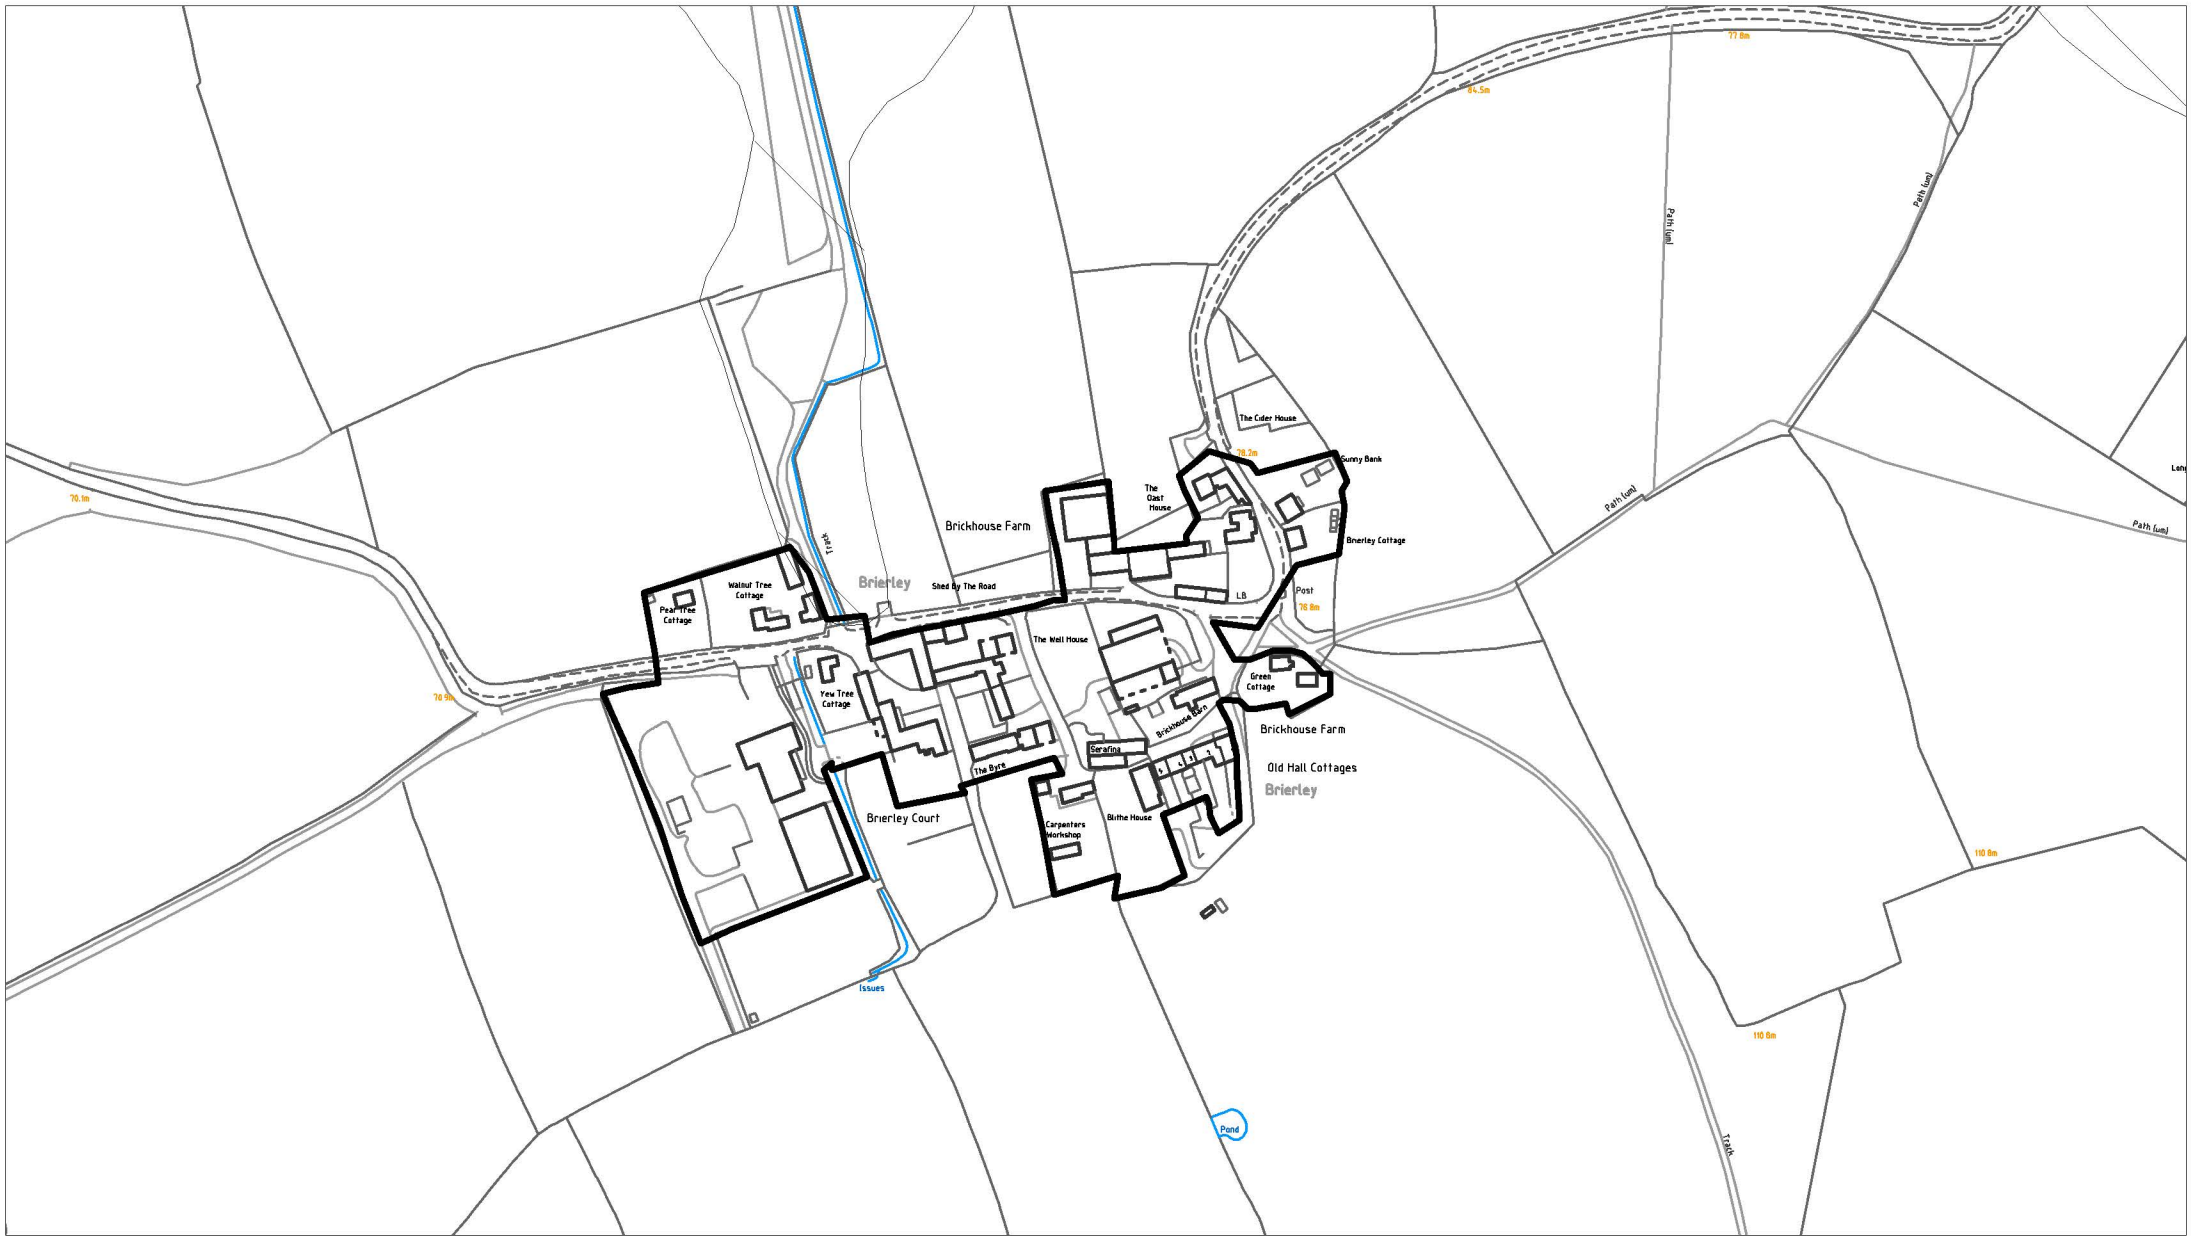 77 8m
84.5m
Path (um)
Path (um)
The Cider House
78.2m
Sunny Bank
The
Oast
House
70.1m
Path (um)
Path (um)
Brickhouse Farm
Brierley Cottage
Track
Brierley
Shed By The Road
Walnut Tree
Cottage
Pear Tree
Cottage
LB
Post
76 8m
The Well House
Green
Cottage
Yew Tree
Cottage
70 9m
Brickhouse Barn
Brickhouse Farm
Serafina
The Byre
5
4
3
2
Old Hall Cottages
Brierley
Brierley Court
Carpenters
Workshop
Blithe House
110 8m
Issues
110 6m
Pond
Track